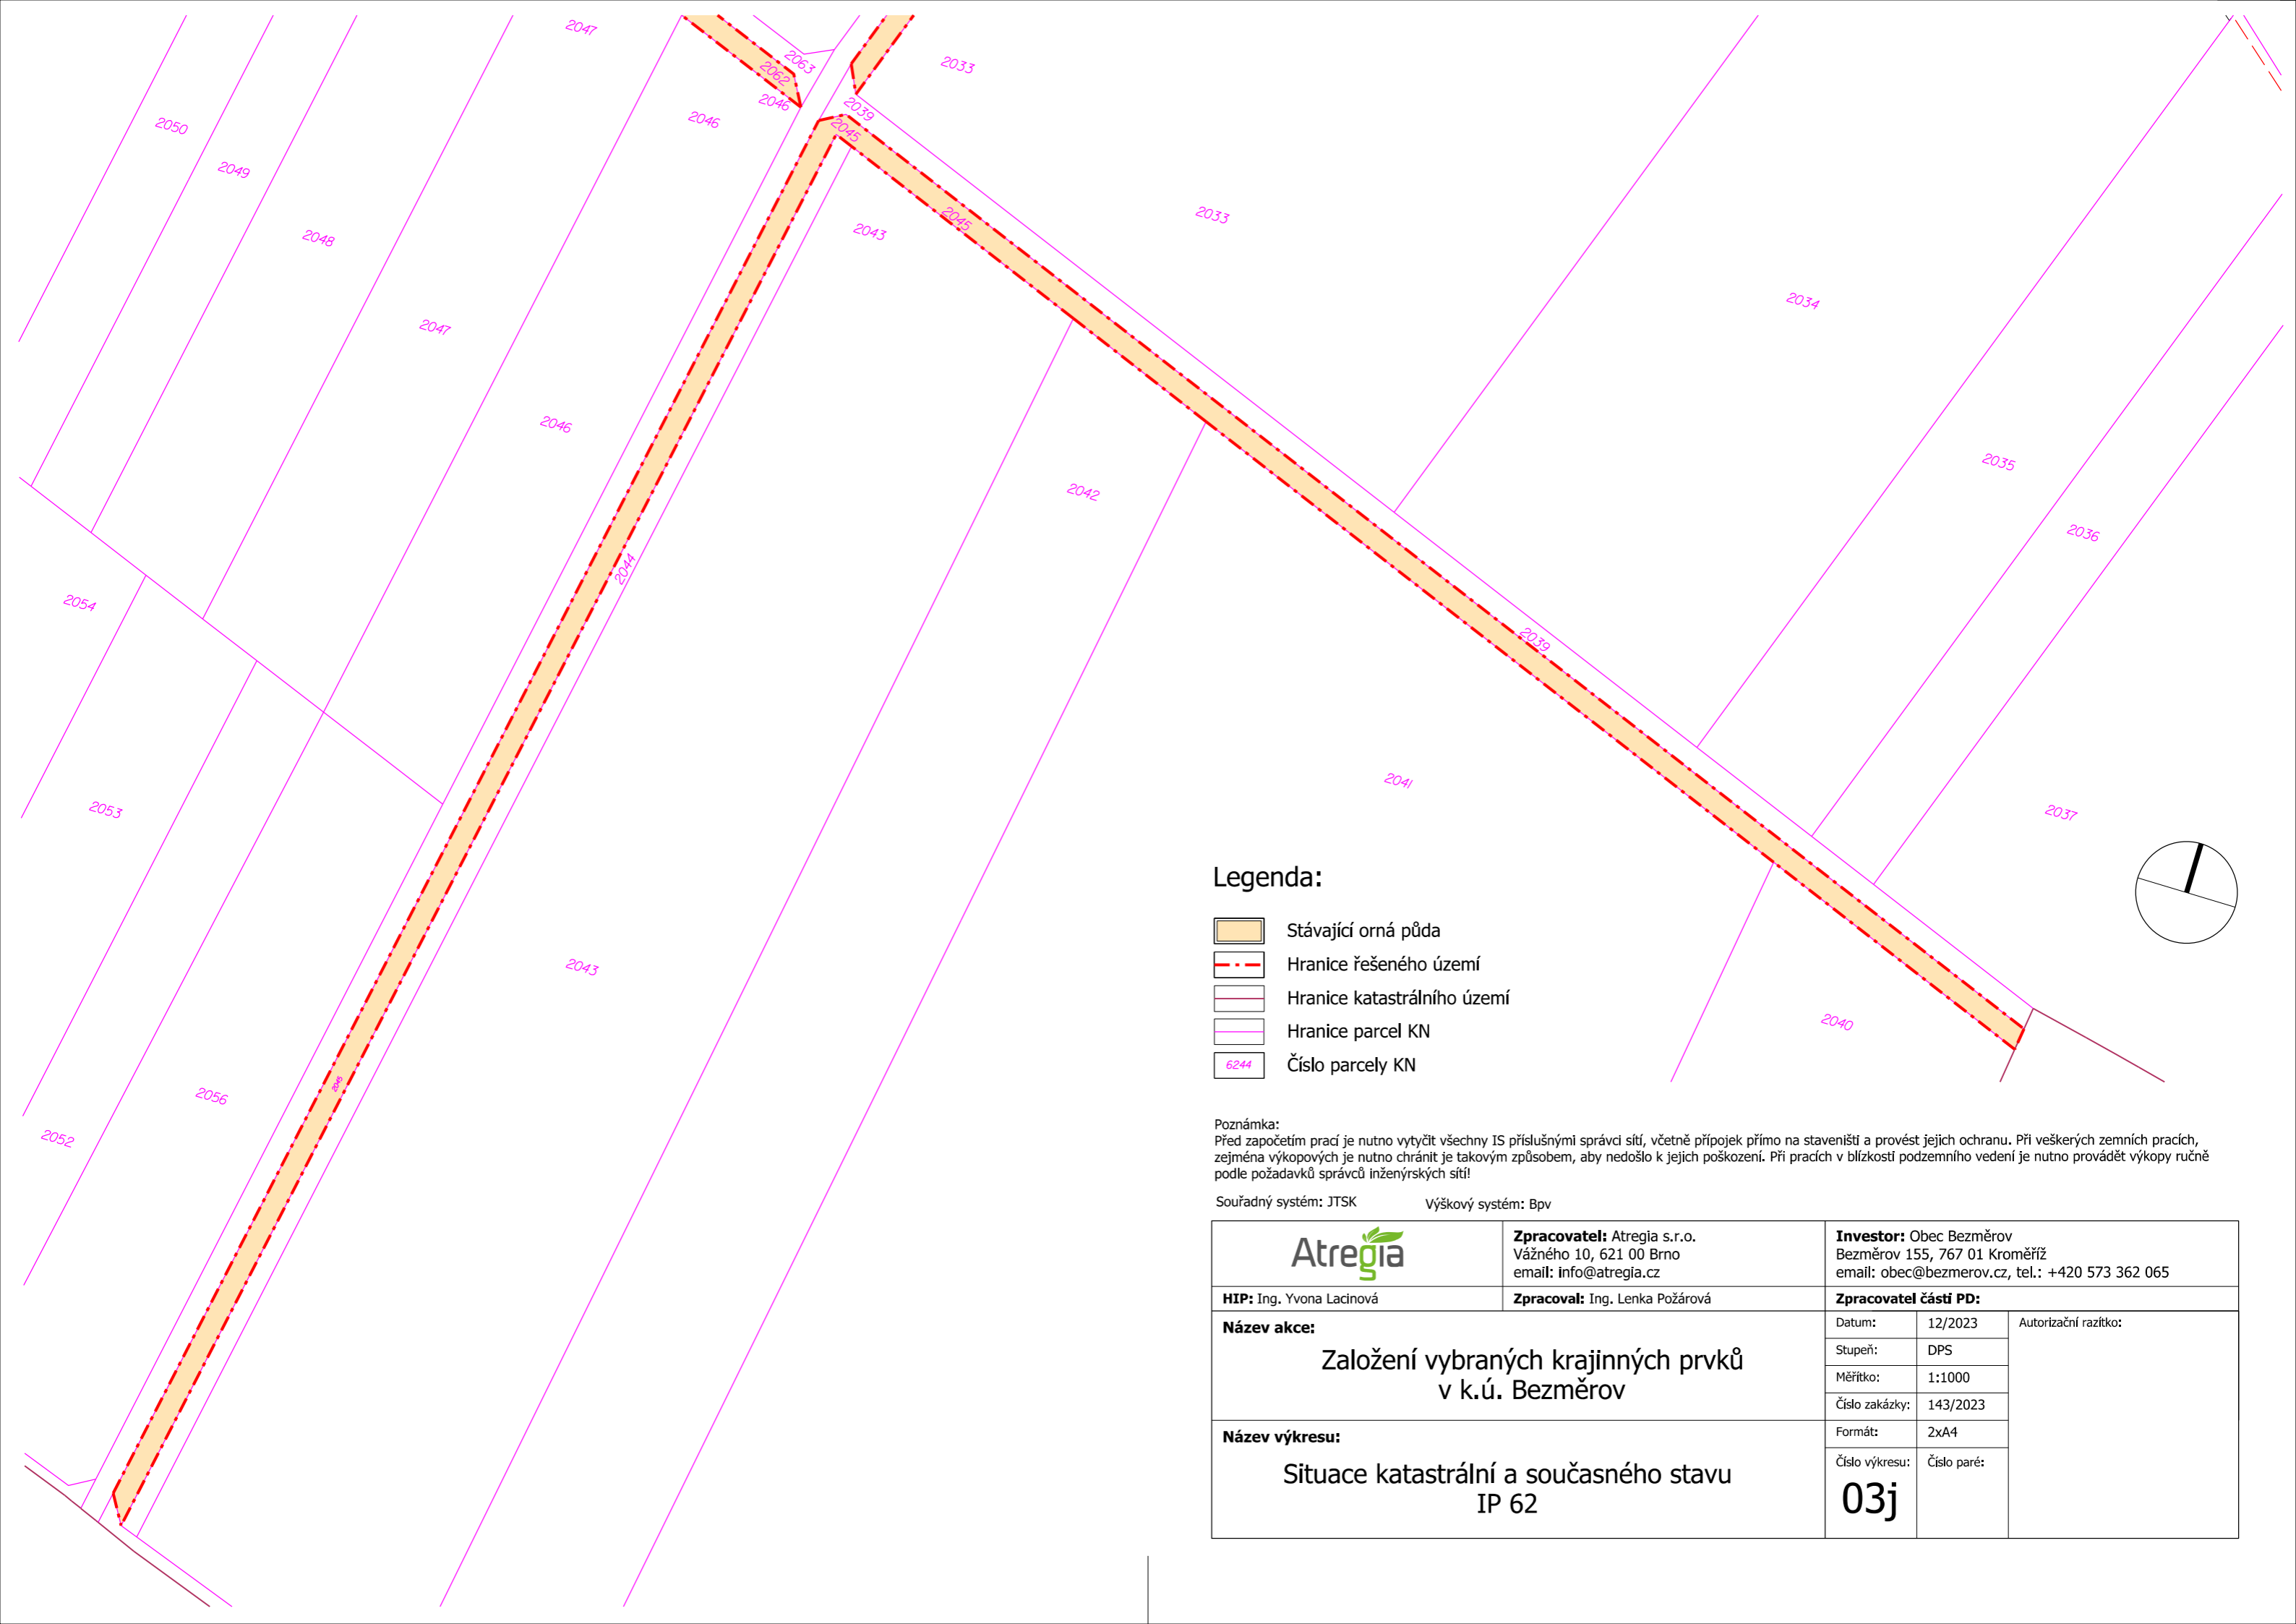 2047
2033
2063
2062
2046
2046
2039
2045
2050
2049
2048
2043
2045
2033
2034
2047
2046
2042
2035
2036
2044
2054
2039
2053
2041
2037
2043
2040
2045
2056
2052
Legenda:
Stávající orná půda
Hranice řešeného území
Hranice katastrálního území
Hranice parcel KN
6244 Číslo parcely KN
Poznámka:
Před započetím prací je nutno vytyčit všechny IS příslušnými správci sítí, včetně přípojek přímo na staveništi a provést jejich ochranu. Při veškerých zemních pracích,
zejména výkopových je nutno chránit je takovým způsobem, aby nedošlo k jejich poškození. Při pracích v blízkosti podzemního vedení je nutno provádět výkopy ručně
podle požadavků správců inženýrských sítí!
Souřadný systém: JTSK Výškový systém: Bpv
Atregia
Zpracovatel: Atregia s.r.o.
Vážného 10, 621 00 Brno
email: info@atregia.cz
Investor: Obec Bezměrov
Bezměrov 155, 767 01 Kroměříž
email: obec@bezmerov.cz, tel.: +420 573 362 065
HIP: Ing. Yvona Lacinová
Zpracoval: Ing. Lenka Požárová
Zpracovatel části PD:
Název akce:
Založení vybraných krajinných prvků
v k.ú. Bezměrov
Datum: 12/2023
Stupeň: DPS
Měřítko: 1:1000
Číslo zakázky: 143/2023
Formát: 2xA4
Číslo výkresu: Číslo paré:
03j
Autorizační razítko:
Název výkresu:
Situace katastrální a současného stavu
IP 62